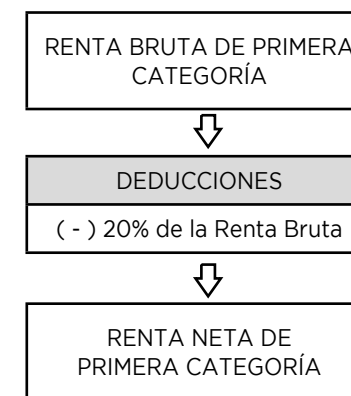 RENTA BRUTA DE PRIMERA
CATEGORÍA
DEDUCCIONES
( - ) 20% de la Renta Bruta
RENTA NETA DE
PRIMERA CATEGORÍA